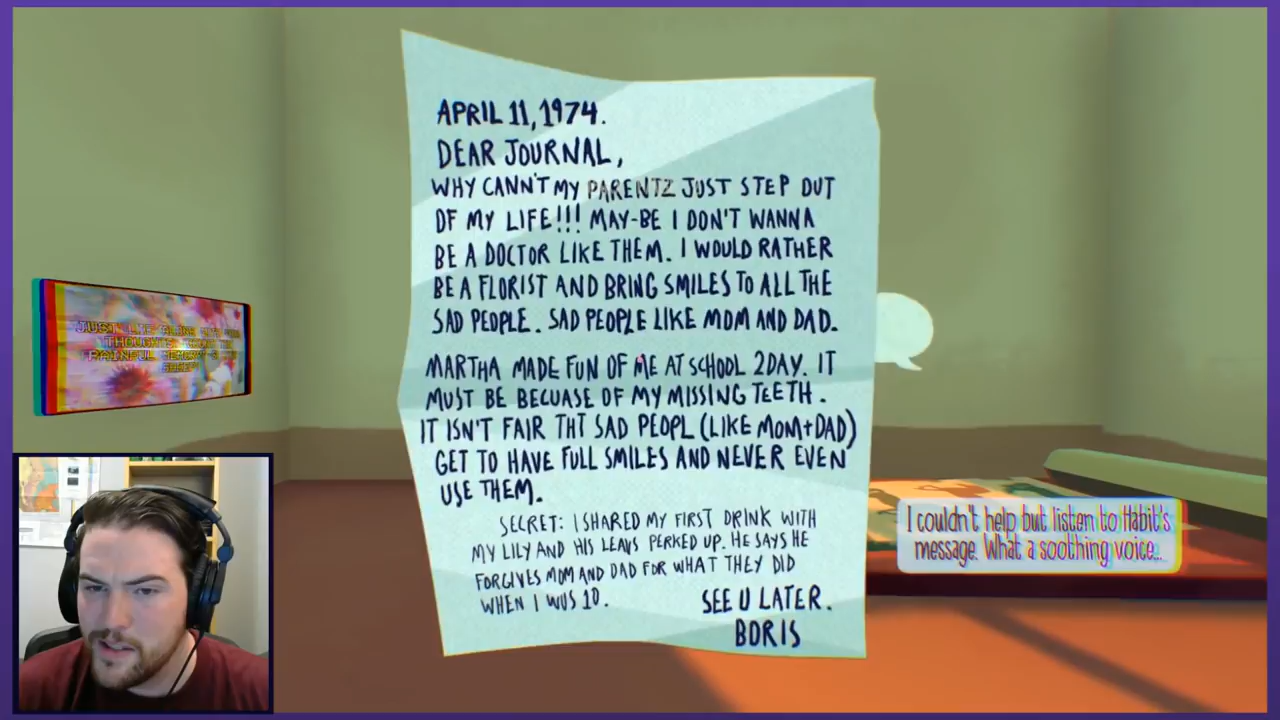 APRIL 11, 1974.
DEAR JOURNAL,
WHY CANN'T MY PARENTZ JUST STEP OUT
OF MY LIFE!!! MAY-BE I DON'T WANNA
BE A DOCTOR LIKE THEM. I WOULD RATHER
BE A FLORIST AND BRING SMILES TO ALL THE
SAD PEOPLE. SAD PEOPLE LIKE MOM AND DAD.
MARTHA MADE FUN OF ME AT SCHOOL 2DAY. IT
MUST BE BECUASE OF MY MISSING TEETH.
IT ISN'T FAIR THT SAD PEOPL (LIKE MOM+DAD)
GET TO HAVE FULL SMILES AND NEVER EVEN
USE THEM.
SECRET: I SHARED MY FIRST DRINK WITH
MY LILY AND HIS LEAVS PERKED UP. HE SAYS HE
FORGIVES MOM AND DAD FOR WHAT THEY DID
WHEN I WUS 10.
SEE U LATER.
BORIS
JUST
THOUGHTS
PAINFUL
I couldn't help but listen to Habit's
message. What a soothing voice...